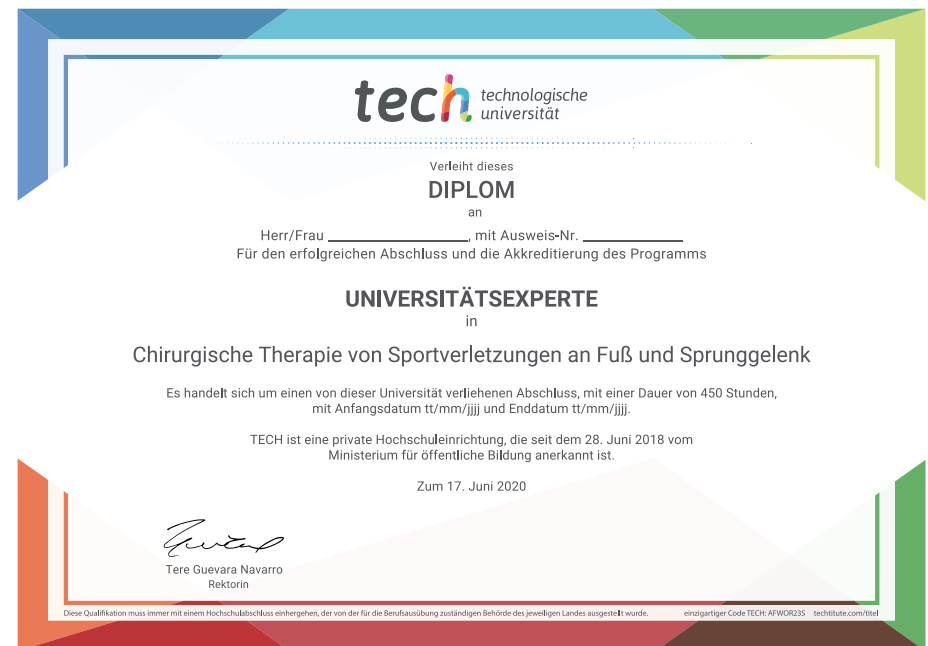 tech technologische
universität
Verleiht dieses
DIPLOM
an
Herr/Frau ____________________, mit Ausweis-Nr. ______________
Für den erfolgreichen Abschluss und die Akkreditierung des Programms
UNIVERSITÄTSEXPERTE
in
Chirurgische Therapie von Sportverletzungen an Fuß und Sprunggelenk
Es handelt sich um einen von dieser Universität verliehenen Abschluss, mit einer Dauer von 450 Stunden,
mit Anfangsdatum tt/mm/jjjj und Enddatum tt/mm/jjjj.
TECH ist eine private Hochschuleinrichtung, die seit dem 28. Juni 2018 vom
Ministerium für öffentliche Bildung anerkannt ist.
Zum 17. Juni 2020
Tere Guevara Navarro
Rektorin
Diese Qualifikation muss immer mit einem Hochschulabschluss einhergehen, der von der für die Berufsausübung zuständigen Behörde des jeweiligen Landes ausgestellt wurde. einzigartiger Code TECH: AFWOR235 techtitute.com/titel